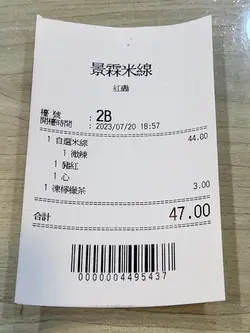 景霖米線
紅磡
檯 號 : 2B
開檯時間 : 2023/07/20 18:57
1 自選米線 44.00
1 微辣
1 豬紅
1 心
1 凍檸檬茶 3.00
合計 47.00
0000004495437